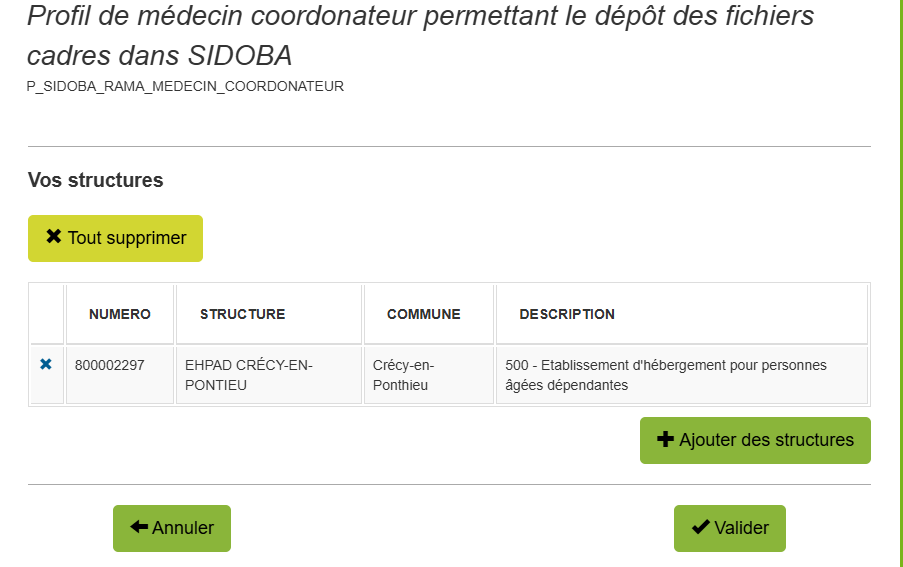 Profil de médecin coordonateur permettant le dépôt des fichiers
cadres dans SIDOBA
P_SIDOBA_RAMA_MEDECIN_COORDONATEUR
Vos structures
Tout supprimer
NUMERO STRUCTURE COMMUNE DESCRIPTION
800002297 EHPAD CRÉCY-EN- Crécy-en- 500 - Etablissement d'hébergement pour personnes
PONTIEU Ponthieu âgées dépendantes
Ajouter des structures
Annuler Valider